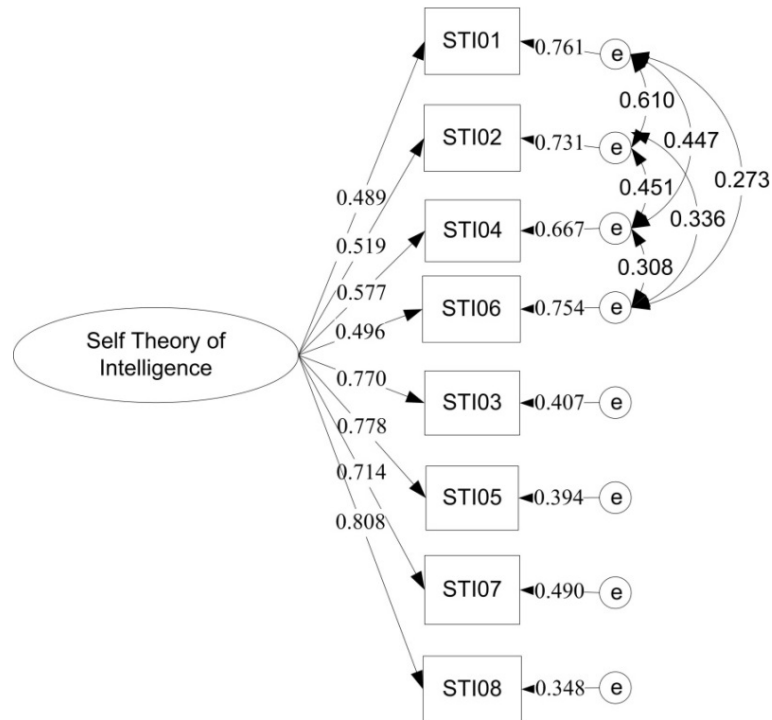 STI01
0.761
e
0.610
STI02
0.731
e
0.447
0.489
0.451
0.273
0.519
STI04
0.667
e
0.336
0.577
0.308
0.496
STI06
0.754
e
Self Theory of
Intelligence
0.770
STI03
0.407
e
0.778
0.714
STI05
0.394
e
0.808
STI07
0.490
e
STI08
0.348
e